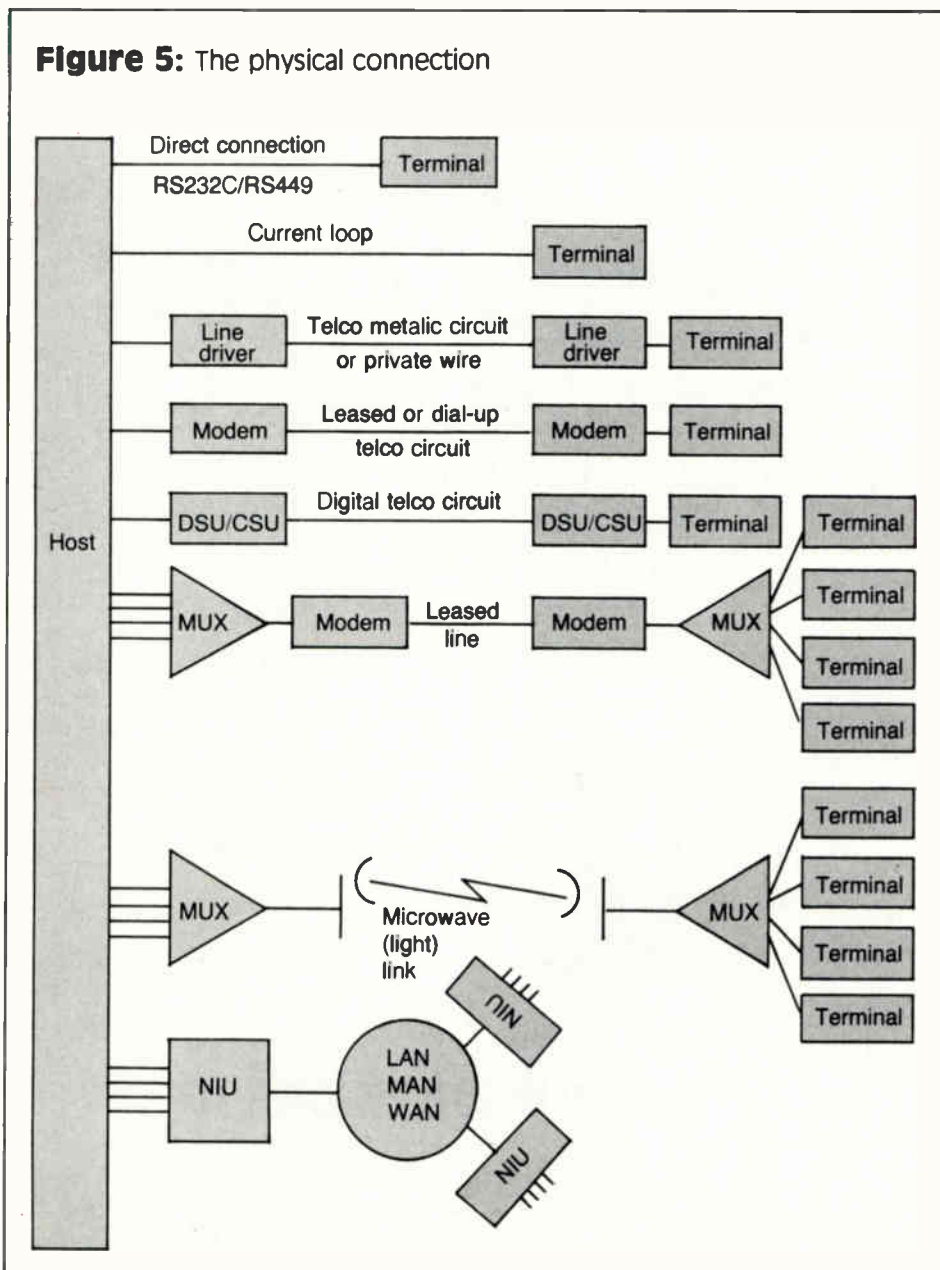 Figure 5: The physical connection
Direct connection
RS232C/RS449
Terminal
Current loop
Terminal
Line
driver
Telco metalic circuit
or private wire
Line
driver
Terminal
Modem
Leased or dial-up
telco circuit
Modem
Terminal
Host
DSU/CSU
Digital telco circuit
DSU/CSU
Terminal
Terminal
Terminal
Terminal
Terminal
MUX
Modem
Leased
line
Modem
MUX
MUX
Microwave
(light)
link
MUX
Terminal
Terminal
Terminal
Terminal
NIU
LAN
MAN
WAN
NIU
NIU